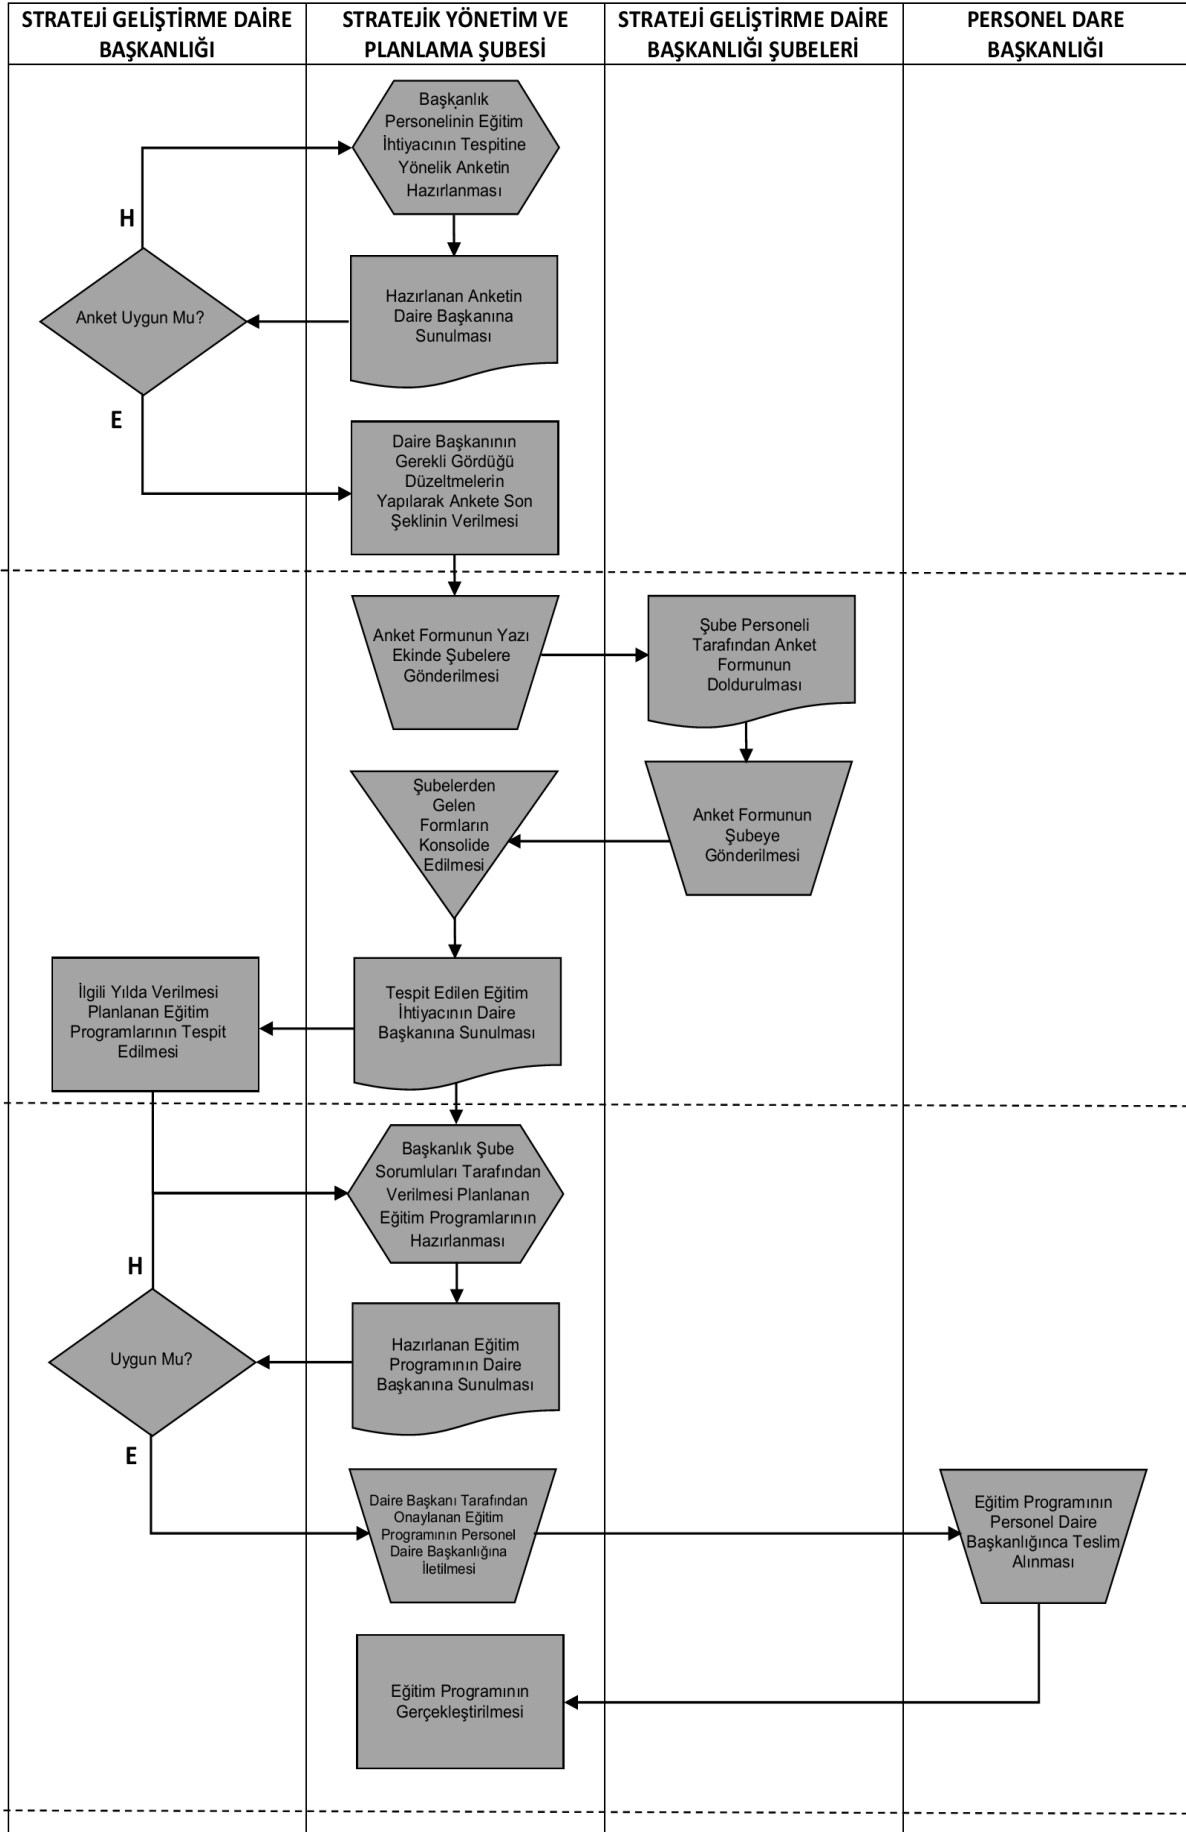 STRATEJİ GELİŞTİRME DAİRE
BAŞKANLIĞI
STRATEJİK YÖNETİM VE
PLANLAMA ŞUBESİ
STRATEJİ GELİŞTİRME DAİRE
BAŞKANLIĞI ŞUBELERİ
PERSONEL DARE
BAŞKANLIĞI
Başkanlık
Personelinin Eğitim
İhtiyacının Tespitine
Yönelik Anketin
Hazırlanması
H
Anket Uygun Mu?
Hazırlanan Anketin
Daire Başkanına
Sunulması
E
Daire Başkanının
Gerekli Gördüğü
Düzeltmelerin
Yapılarak Ankete Son
Şeklinin Verilmesi
Anket Formunun Yazı
Ekinde Şubelere
Gönderilmesi
Şube Personeli
Tarafından Anket
Formunun
Doldurulması
Şubelerden
Gelen
Formların
Konsolide
Edilmesi
Anket Formunun
Şubeye
Gönderilmesi
İlgili Yılda Verilmesi
Planlanan Eğitim
Programlarının Tespit
Edilmesi
Tespit Edilen Eğitim
İhtiyacının Daire
Başkanına Sunulması
Başkanlık Şube
Sorumluları Tarafından
Verilmesi Planlanan
Eğitim Programlarının
Hazırlanması
H
Uygun Mu?
Hazırlanan Eğitim
Programının Daire
Başkanına Sunulması
E
Daire Başkanı Tarafından
Onaylanan Eğitim
Programının Personel
Daire Başkanlığına
İletilmesi
Eğitim Programının
Personel Daire
Başkanlığınca Teslim
Alınması
Eğitim Programının
Gerçekleştirilmesi